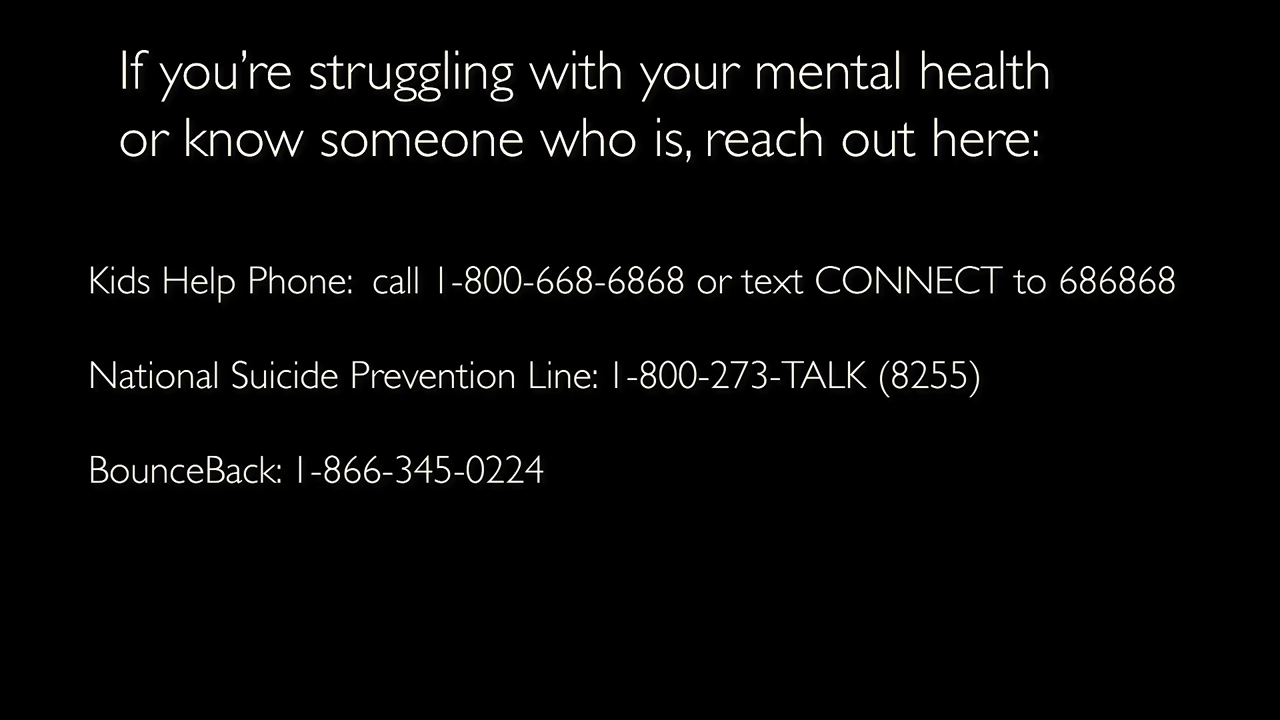 If you’re struggling with your mental health
or know someone who is, reach out here:
Kids Help Phone:  call 1-800-668-6868 or text CONNECT to 686868
National Suicide Prevention Line: 1-800-273-TALK (8255)
BounceBack: 1-866-345-0224